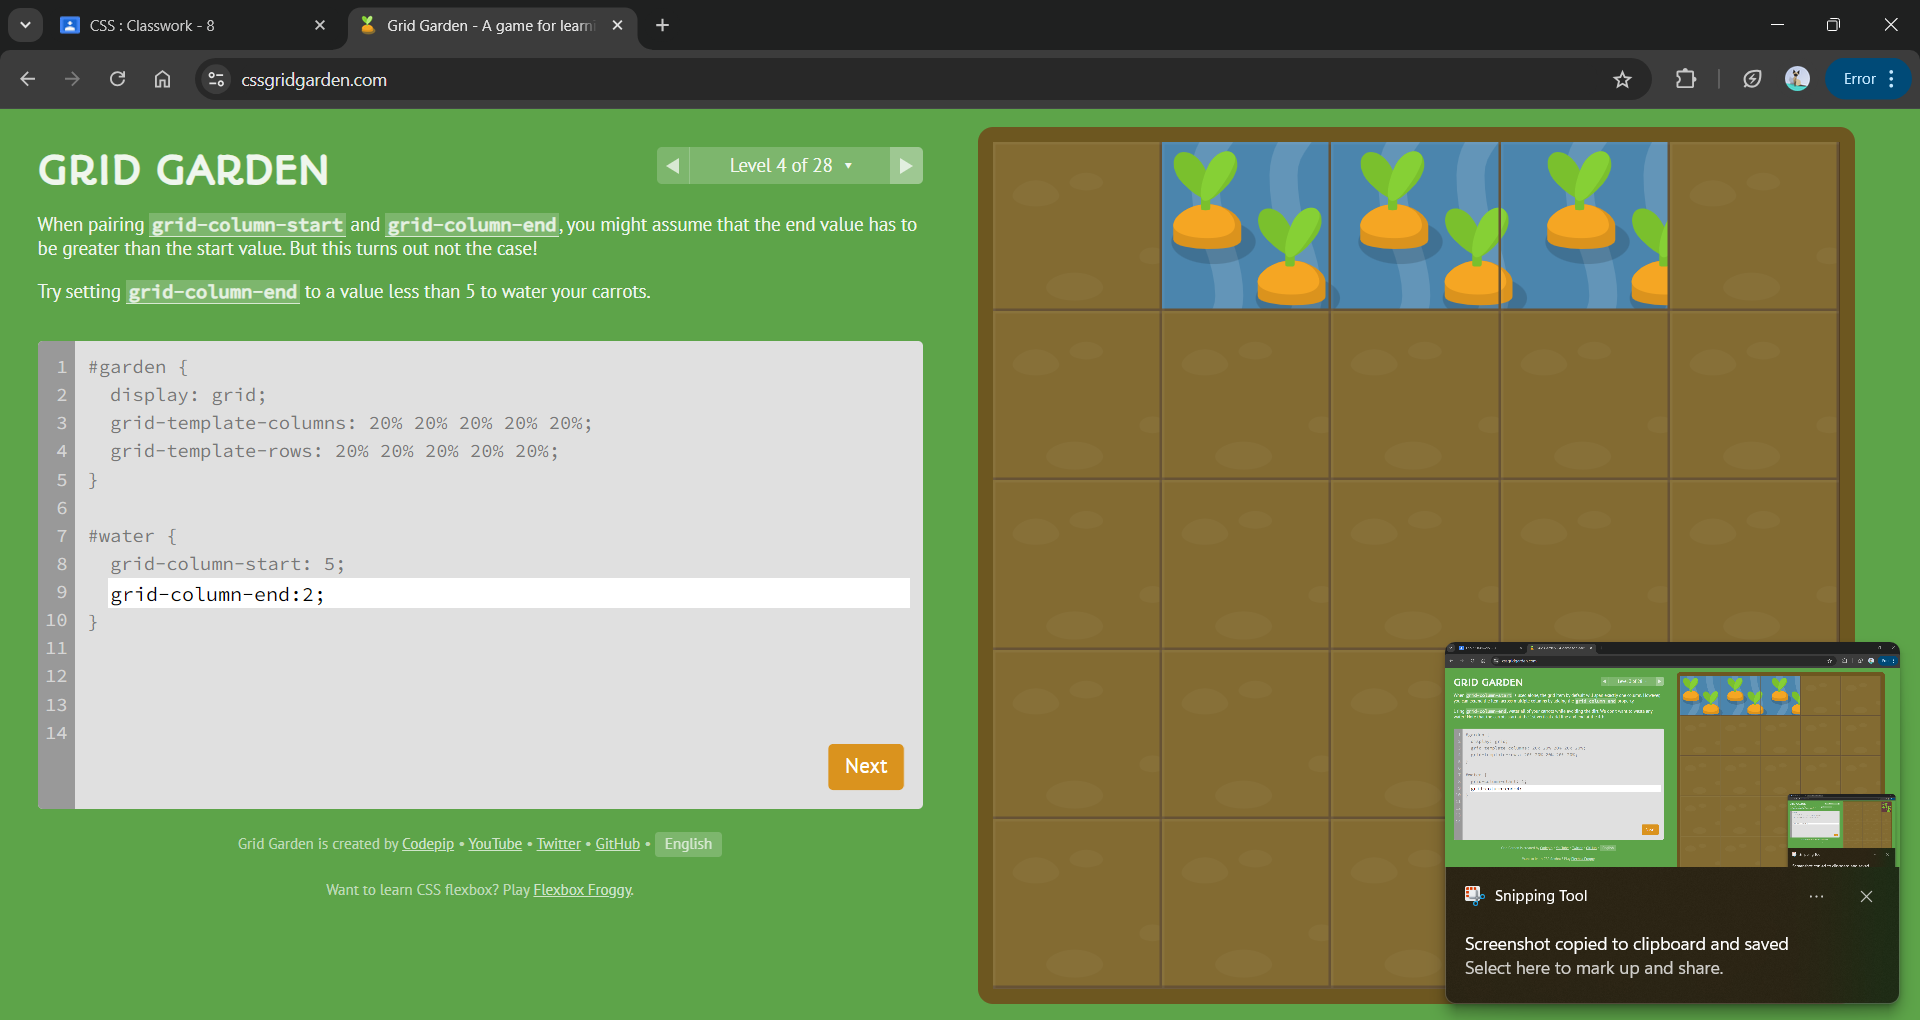 CSS : Classwork - 8
Grid Garden - A game for learni
cssgridgarden.com
Error
GRID GARDEN
Level 4 of 28
When pairing grid-column-start and grid-column-end, you might assume that the end value has to
be greater than the start value. But this turns out not the case!
Try setting grid-column-end to a value less than 5 to water your carrots.
1 #garden {
2 display: grid;
3 grid-template-columns: 20% 20% 20% 20% 20%;
4 grid-template-rows: 20% 20% 20% 20% 20%;
5 }
6
7 #water {
8 grid-column-start: 5;
9 grid-column-end:2;
10 }
11
12
13
14
Next
Grid Garden is created by Codepip • YouTube • Twitter • GitHub • English
Want to learn CSS flexbox? Play Flexbox Froggy.
GRID GARDEN
Snipping Tool
Screenshot copied to clipboard and saved
Select here to mark up and share.